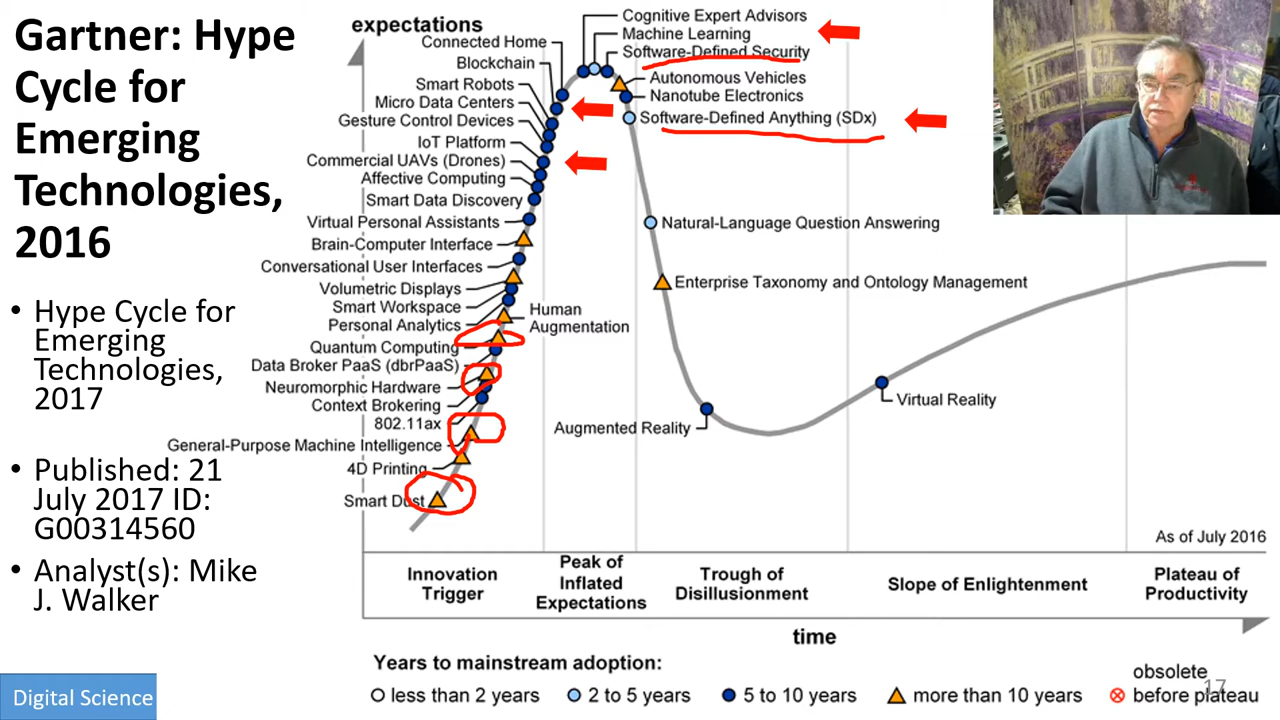 Gartner: Hype
Cycle for
Emerging
Technologies,
2016
• Hype Cycle for
Emerging
Technologies,
2017
• Published: 21
July 2017 ID:
G00314560
• Analyst(s): Mike
J. Walker
Digital Science
expectations
Cognitive Expert Advisors
Machine Learning
Software-Defined Security
Autonomous Vehicles
Nanotube Electronics
Software-Defined Anything (SDx)
Connected Home
Blockchain
Smart Robots
Micro Data Centers
Gesture Control Devices
IoT Platform
Commercial UAVs (Drones)
Affective Computing
Smart Data Discovery
Virtual Personal Assistants
Brain-Computer Interface
Conversational User Interfaces
Volumetric Displays
Smart Workspace
Personal Analytics
Human
Augmentation
Quantum Computing
Data Broker PaaS (dbrPaaS)
Neuromorphic Hardware
Context Brokering
802.11ax
General-Purpose Machine Intelligence
4D Printing
Smart Dust
Natural-Language Question Answering
Enterprise Taxonomy and Ontology Management
Augmented Reality
Virtual Reality
As of July 2016
Innovation
Trigger
Peak of
Inflated
Expectations
Trough of
Disillusionment
Slope of Enlightenment
Plateau of
Productivity
time
Years to mainstream adoption:
less than 2 years
2 to 5 years
5 to 10 years
more than 10 years
obsolete
before plateau
17